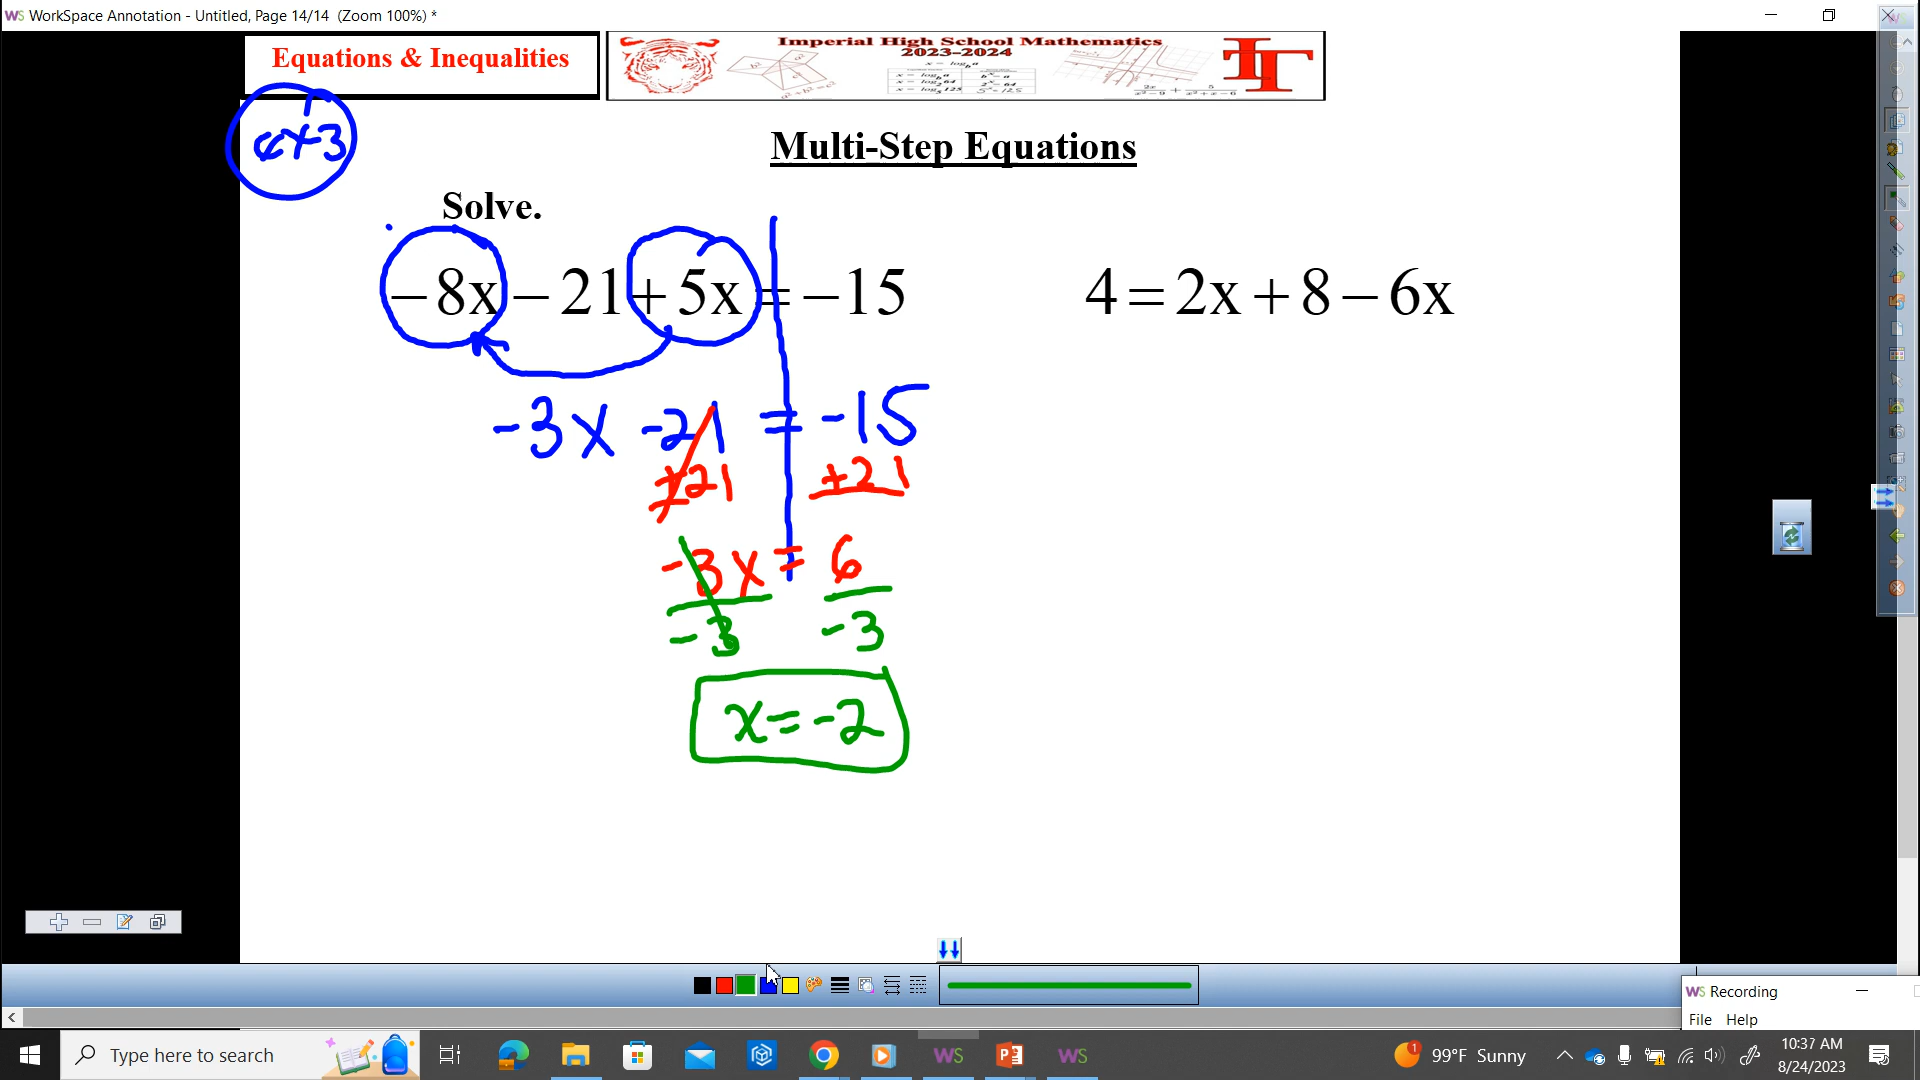 WorkSpace Annotation - Untitled, Page 14/14 (Zoom 100%) *
Equations & Inequalities
Imperial High School Mathematics
2023-2024
Multi-Step Equations
Solve.
−8x−21+5x=−15
4=2x+8−6x
-3x -21 = -15
+21 +21
-3x = 6
-3 -3
x = -2
WS Recording
File Help
Type here to search
99°F Sunny
10:37 AM
8/24/2023